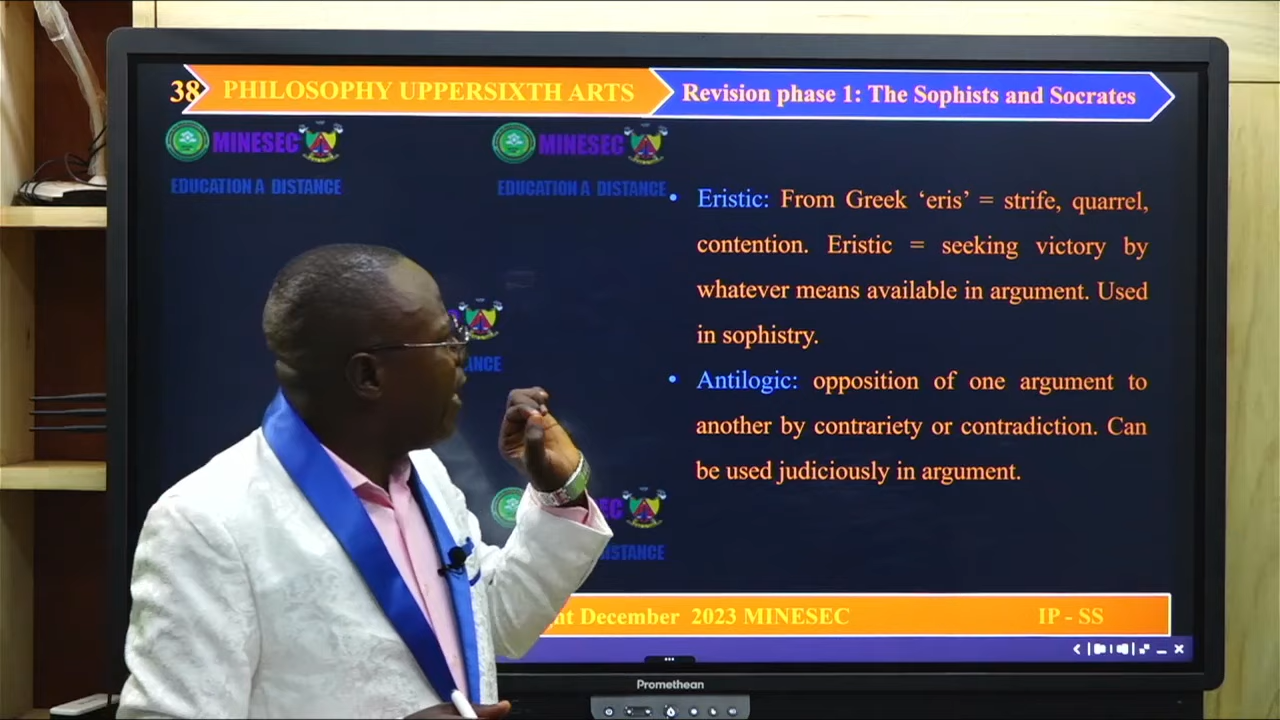 38
PHILOSOPHY UPPERSIXTH ARTS
Revision phase 1: The Sophists and Socrates
MINESEC
EDUCATION A DISTANCE
MINESEC
EDUCATION A DISTANCE
• Eristic: From Greek ‘eris’ = strife, quarrel,
contention. Eristic = seeking victory by
whatever means available in argument. Used
in sophistry.
• Antilogic: opposition of one argument to
another by contrariety or contradiction. Can
be used judiciously in argument.
December 2023 MINESEC
IP - SS
Promethean